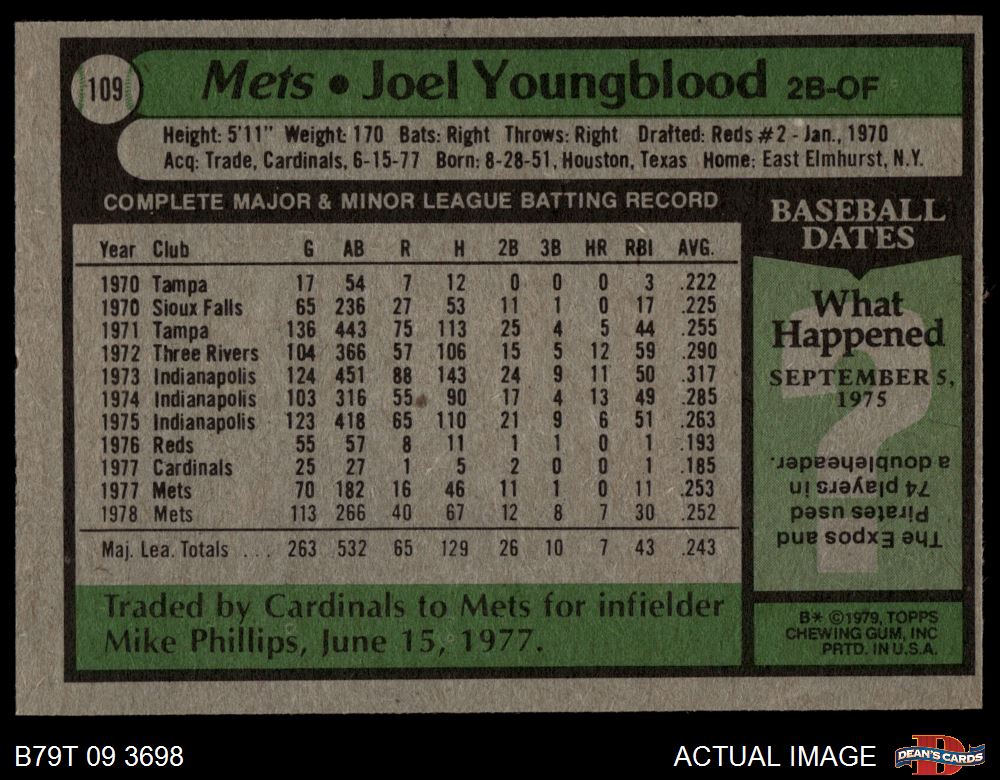 109
Mets • Joel Youngblood 2B-OF
Height: 5'11" Weight: 170 Bats: Right Throws: Right Drafted: Reds #2 - Jan., 1970
Acq: Trade, Cardinals, 6-15-77 Born: 8-28-51, Houston, Texas Home: East Elmhurst, N.Y.
COMPLETE MAJOR & MINOR LEAGUE BATTING RECORD
Year Club G AB R H 2B 3B HR RBI AVG.
1970 Tampa 17 54 7 12 0 0 0 3 .222
1970 Sioux Falls 65 236 27 53 11 1 0 17 .225
1971 Tampa 136 443 75 113 25 4 5 44 .255
1972 Three Rivers 104 366 57 106 15 5 12 59 .290
1973 Indianapolis 124 451 88 143 24 9 11 50 .317
1974 Indianapolis 103 316 55 90 17 4 13 49 .285
1975 Indianapolis 123 418 65 110 21 9 6 51 .263
1976 Reds 55 57 8 11 1 1 0 1 .193
1977 Cardinals 25 27 1 5 2 0 0 1 .185
1977 Mets 70 182 16 46 11 1 0 11 .253
1978 Mets 113 266 40 67 12 8 7 30 .252
Maj. Lea. Totals ... 263 532 65 129 26 10 7 43 .243
Traded by Cardinals to Mets for infielder
Mike Phillips, June 15, 1977.
BASEBALL
DATES
What
Happened
SEPTEMBER 5,
1975
?
The Expos and
Pirates used
74 players in
a doubleheader.
B* ©1979, TOPPS
CHEWING GUM, INC
PRTD. IN U.S.A.
B79T 09 3698
ACTUAL IMAGE
D
DEAN'S CARDS